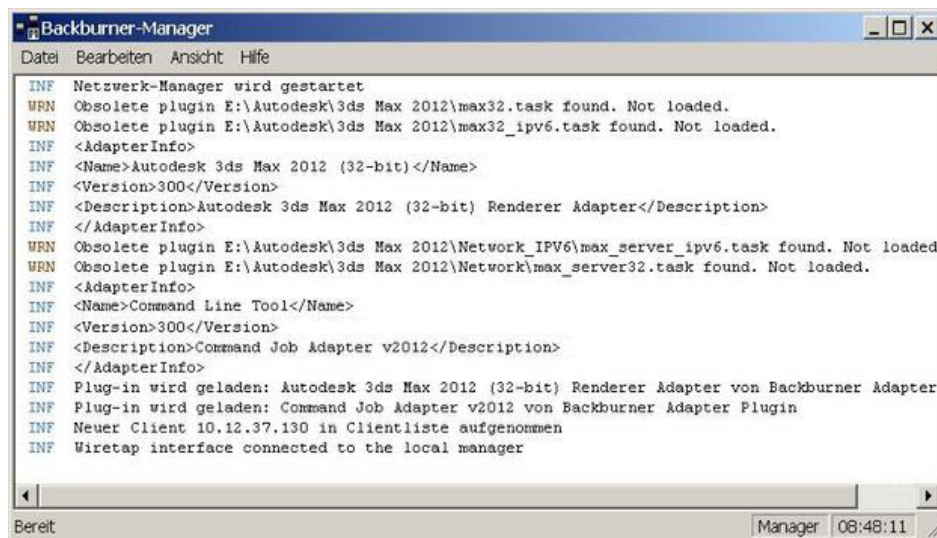 Backburner-Manager
Datei Bearbeiten Ansicht Hilfe
INF Netzwerk-Manager wird gestartet
WRN Obsolete plugin E:\Autodesk\3ds Max 2012\max32.task found. Not loaded.
WRN Obsolete plugin E:\Autodesk\3ds Max 2012\max32_ipv6.task found. Not loaded.
INF <AdapterInfo>
INF <Name>Autodesk 3ds Max 2012 (32-bit)</Name>
INF <Version>300</Version>
INF <Description>Autodesk 3ds Max 2012 (32-bit) Renderer Adapter</Description>
INF </AdapterInfo>
WRN Obsolete plugin E:\Autodesk\3ds Max 2012\Network_IPV6\max_server_ipv6.task found. Not loaded
WRN Obsolete plugin E:\Autodesk\3ds Max 2012\Network\max_server32.task found. Not loaded.
INF <AdapterInfo>
INF <Name>Command Line Tool</Name>
INF <Version>300</Version>
INF <Description>Command Job Adapter v2012</Description>
INF </AdapterInfo>
INF Plug-in wird geladen: Autodesk 3ds Max 2012 (32-bit) Renderer Adapter von Backburner Adapter
INF Plug-in wird geladen: Command Job Adapter v2012 von Backburner Adapter Plugin
INF Neuer Client 10.12.37.130 in Clientliste aufgenommen
INF Wiretap interface connected to the local manager
Bereit Manager 08:48:11